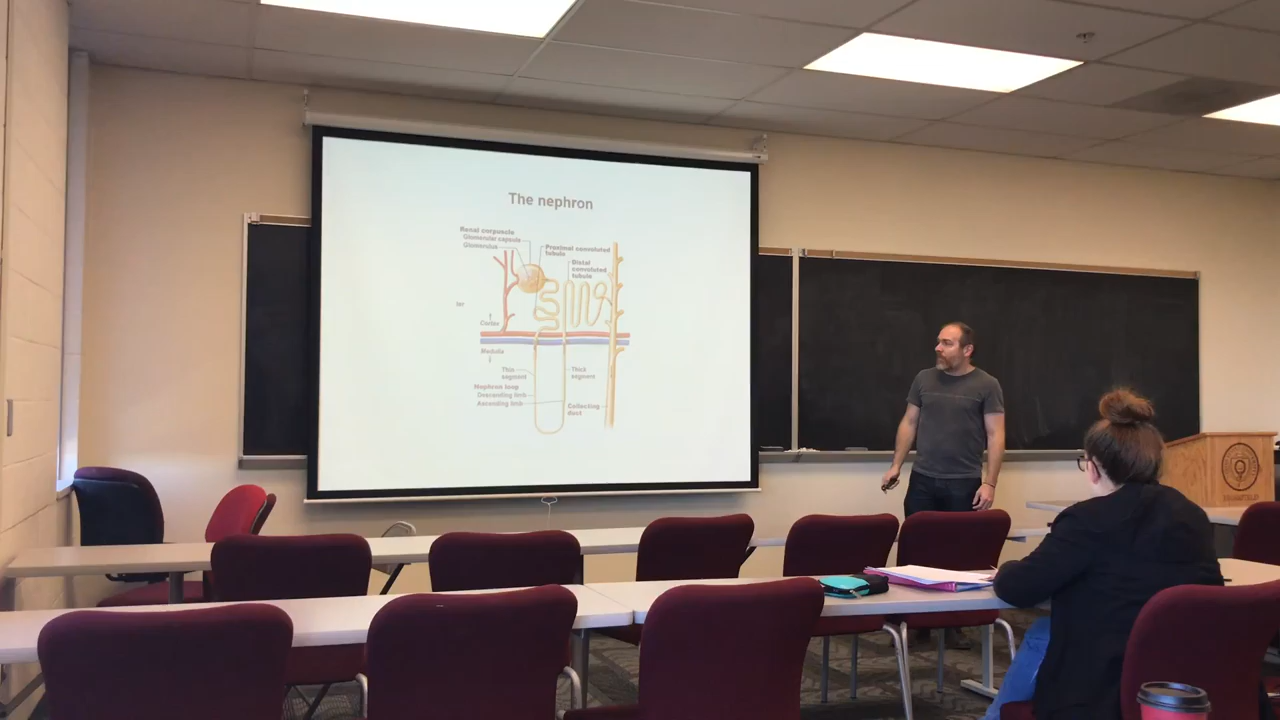 The nephron
Renal corpuscle
Glomerular capsule
Glomerulus
Proximal convoluted
tubule
Distal
convoluted
tubule
Cortex
Medulla
Thin
segment
Thick
segment
Nephron loop
Descending limb
Ascending limb
Collecting
duct